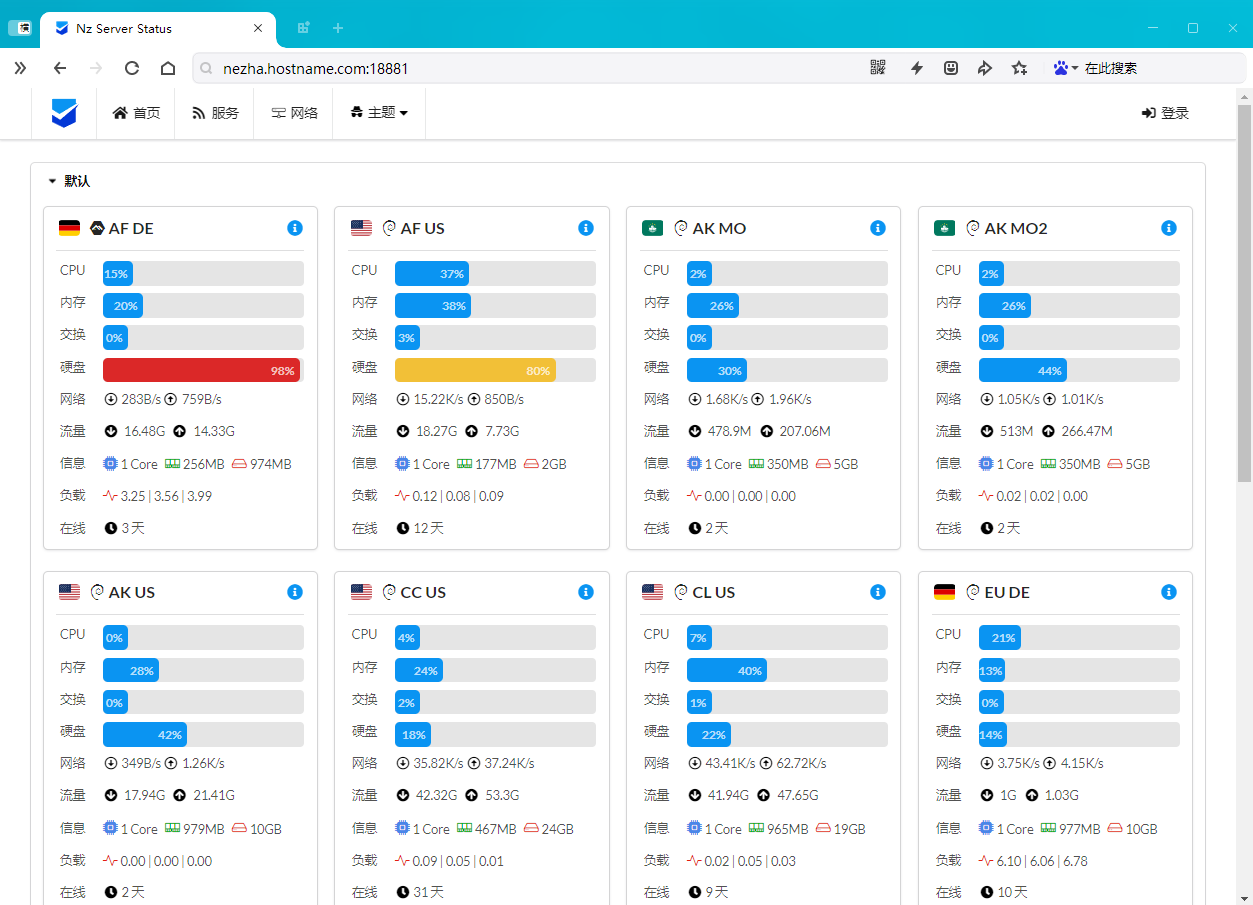 横
Nz Server Status
nezha.hostname.com:18881
在此搜索
首页 服务 网络 主题 登录
默认
AF DE
CPU 15%
内存 20%
交换 0%
硬盘 98%
网络 283B/s 759B/s
流量 16.48G 14.33G
信息 1 Core 256MB 974MB
负载 3.25 | 3.56 | 3.99
在线 3 天
AF US
CPU 37%
内存 38%
交换 3%
硬盘 80%
网络 15.22K/s 850B/s
流量 18.27G 7.73G
信息 1 Core 177MB 2GB
负载 0.12 | 0.08 | 0.09
在线 12 天
AK MO
CPU 2%
内存 26%
交换 0%
硬盘 30%
网络 1.68K/s 1.96K/s
流量 478.9M 207.06M
信息 1 Core 350MB 5GB
负载 0.00 | 0.00 | 0.00
在线 2 天
AK MO2
CPU 2%
内存 26%
交换 0%
硬盘 44%
网络 1.05K/s 1.01K/s
流量 513M 266.47M
信息 1 Core 350MB 5GB
负载 0.02 | 0.02 | 0.00
在线 2 天
AK US
CPU 0%
内存 28%
交换 0%
硬盘 42%
网络 349B/s 1.26K/s
流量 17.94G 21.41G
信息 1 Core 979MB 10GB
负载 0.00 | 0.00 | 0.00
在线 2 天
CC US
CPU 4%
内存 24%
交换 2%
硬盘 18%
网络 35.82K/s 37.24K/s
流量 42.32G 53.3G
信息 1 Core 467MB 24GB
负载 0.09 | 0.05 | 0.01
在线 31 天
CL US
CPU 7%
内存 40%
交换 1%
硬盘 22%
网络 43.41K/s 62.72K/s
流量 41.94G 47.65G
信息 1 Core 965MB 19GB
负载 0.02 | 0.05 | 0.03
在线 9 天
EU DE
CPU 21%
内存 13%
交换 0%
硬盘 14%
网络 3.75K/s 4.15K/s
流量 1G 1.03G
信息 1 Core 977MB 10GB
负载 6.10 | 6.06 | 6.78
在线 10 天